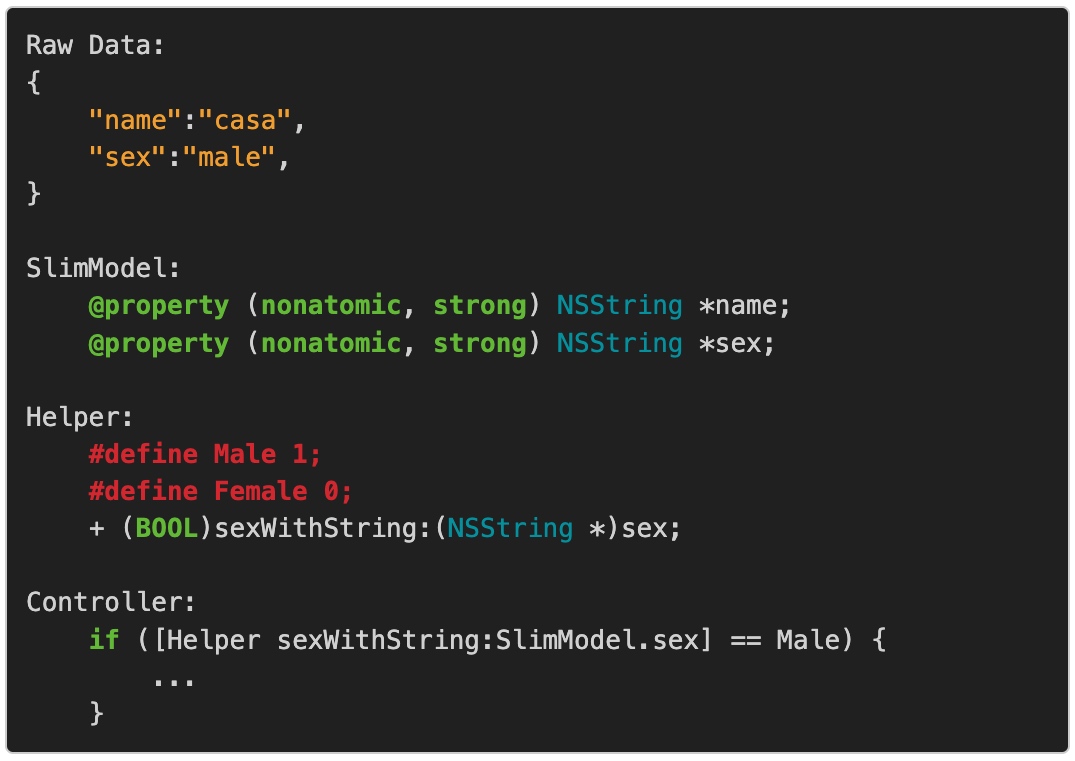 Raw Data:
{
    "name":"casa",
    "sex":"male",
}

SlimModel:
    @property (nonatomic, strong) NSString *name;
    @property (nonatomic, strong) NSString *sex;

Helper:
    #define Male 1;
    #define Female 0;
    + (BOOL)sexWithString:(NSString *)sex;

Controller:
    if ([Helper sexWithString:SlimModel.sex] == Male) {
        ...
    }